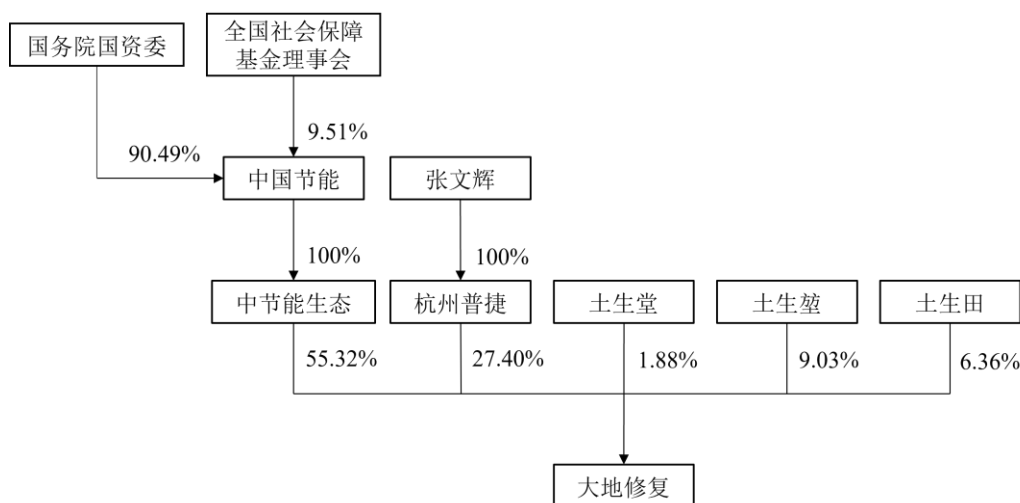 国务院国资委
全国社会保障
基金理事会
9.51%
90.49%
中国节能
张文辉
100%
100%
中节能生态
杭州普捷
土生堂
土生堃
土生田
55.32%
27.40%
1.88%
9.03%
6.36%
大地修复